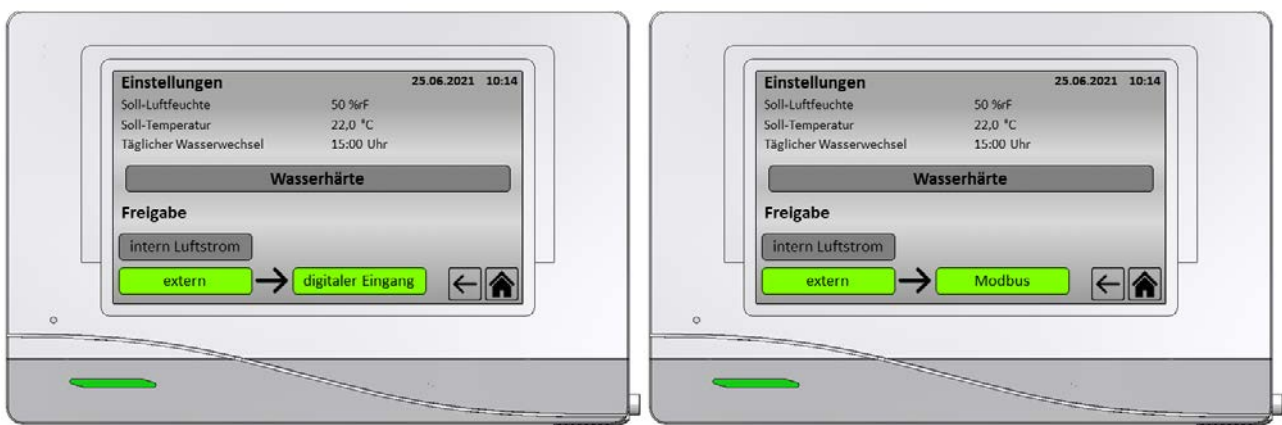 Einstellungen 25.06.2021 10:14
Soll-Luftfeuchte 50 %rF
Soll-Temperatur 22,0 °C
Täglicher Wasserwechsel 15:00 Uhr
Wasserhärte
Freigabe
intern Luftstrom
extern digitaler Eingang
Einstellungen 25.06.2021 10:14
Soll-Luftfeuchte 50 %rF
Soll-Temperatur 22,0 °C
Täglicher Wasserwechsel 15:00 Uhr
Wasserhärte
Freigabe
intern Luftstrom
extern Modbus